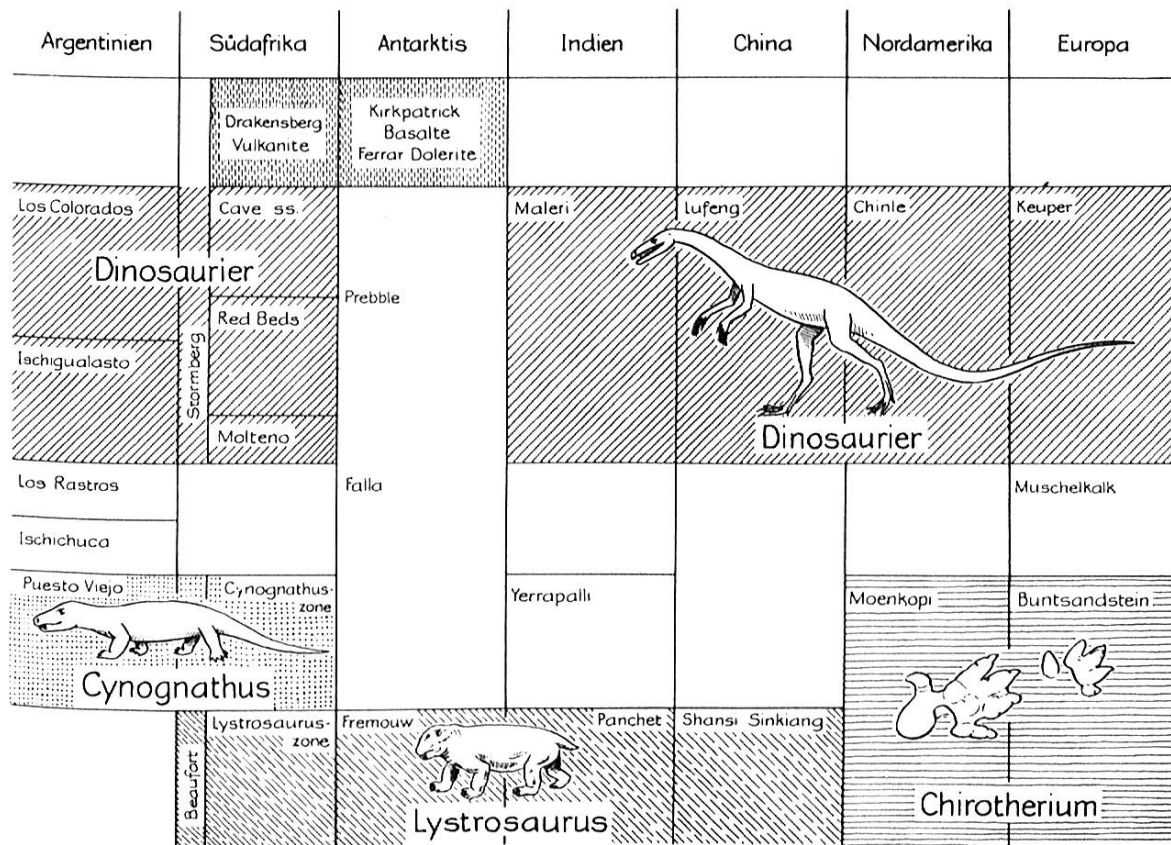 Argentinien
Südafrika
Antarktis
Indien
China
Nordamerika
Europa
Drakensberg
Vulkanite
Kirkpatrick
Basalte
Ferrar Dolerite
Los Colorados
Cave ss.
Maleri
Lufeng
Chinle
Keuper
Dinosaurier
Prebble
Red Beds
Ischigualasto
Stormberg
Molteno
Dinosaurier
Los Rastros
Falla
Muschelkalk
Ischichuca
Puesto Viejo
Cynognathus-
zone
Yerrapalli
Moenkopi
Buntsandstein
Cynognathus
Beaufort
Lystrosaurus-
zone
Fremouw
Panchet
Shansi Sinkiang
Lystrosaurus
Chirotherium